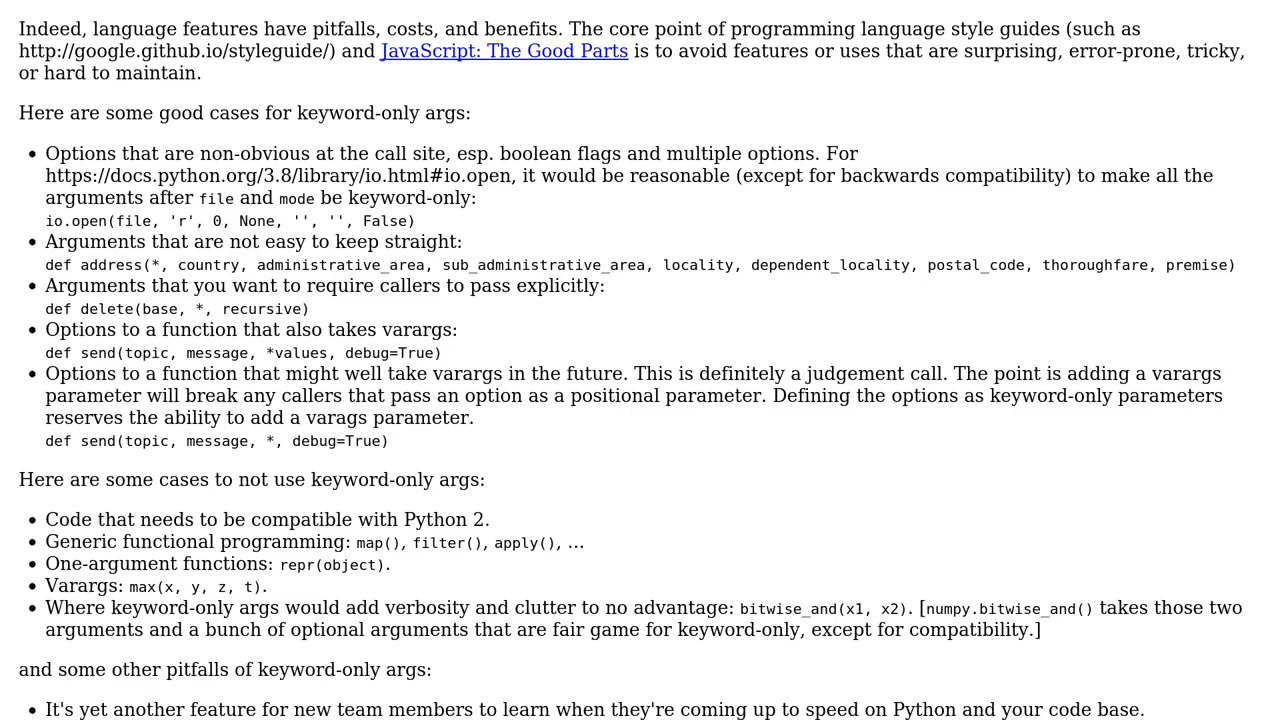 Indeed, language features have pitfalls, costs, and benefits. The core point of programming language style guides (such as
http://google.github.io/styleguide/) and JavaScript: The Good Parts is to avoid features or uses that are surprising, error-prone, tricky,
or hard to maintain.
Here are some good cases for keyword-only args:
• Options that are non-obvious at the call site, esp. boolean flags and multiple options. For
https://docs.python.org/3.8/library/io.html#io.open, it would be reasonable (except for backwards compatibility) to make all the
arguments after file and mode be keyword-only:
io.open(file, 'r', 0, None, '', '', False)
• Arguments that are not easy to keep straight:
def address(*, country, administrative_area, sub_administrative_area, locality, dependent_locality, postal_code, thoroughfare, premise)
• Arguments that you want to require callers to pass explicitly:
def delete(base, *, recursive)
• Options to a function that also takes varargs:
def send(topic, message, *values, debug=True)
• Options to a function that might well take varargs in the future. This is definitely a judgement call. The point is adding a varargs
parameter will break any callers that pass an option as a positional parameter. Defining the options as keyword-only parameters
reserves the ability to add a varags parameter.
def send(topic, message, *, debug=True)
Here are some cases to not use keyword-only args:
• Code that needs to be compatible with Python 2.
• Generic functional programming: map(), filter(), apply(), ...
• One-argument functions: repr(object).
• Varargs: max(x, y, z, t).
• Where keyword-only args would add verbosity and clutter to no advantage: bitwise_and(x1, x2). [numpy.bitwise_and() takes those two
arguments and a bunch of optional arguments that are fair game for keyword-only, except for compatibility.]
and some other pitfalls of keyword-only args:
• It's yet another feature for new team members to learn when they're coming up to speed on Python and your code base.